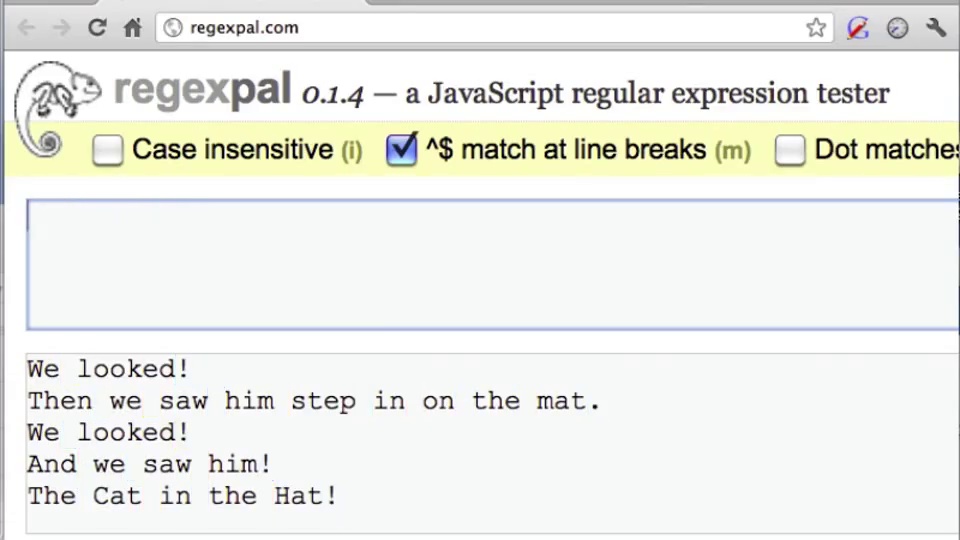 regexpal.com
regexpal 0.1.4 — a JavaScript regular expression tester
Case insensitive (i) ^$ match at line breaks (m) Dot matches
We looked!
Then we saw him step in on the mat.
We looked!
And we saw him!
The Cat in the Hat!